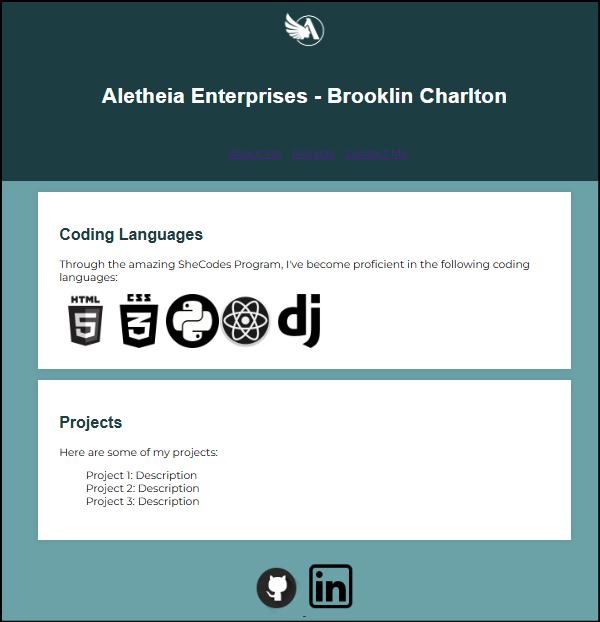 Aletheia Enterprises - Brooklin Charlton
About Me Projects Contact Me
Coding Languages
Through the amazing SheCodes Program, I've become proficient in the following coding
languages:
HTML CSS
5 3 dj
Projects
Here are some of my projects:
Project 1: Description
Project 2: Description
Project 3: Description
in